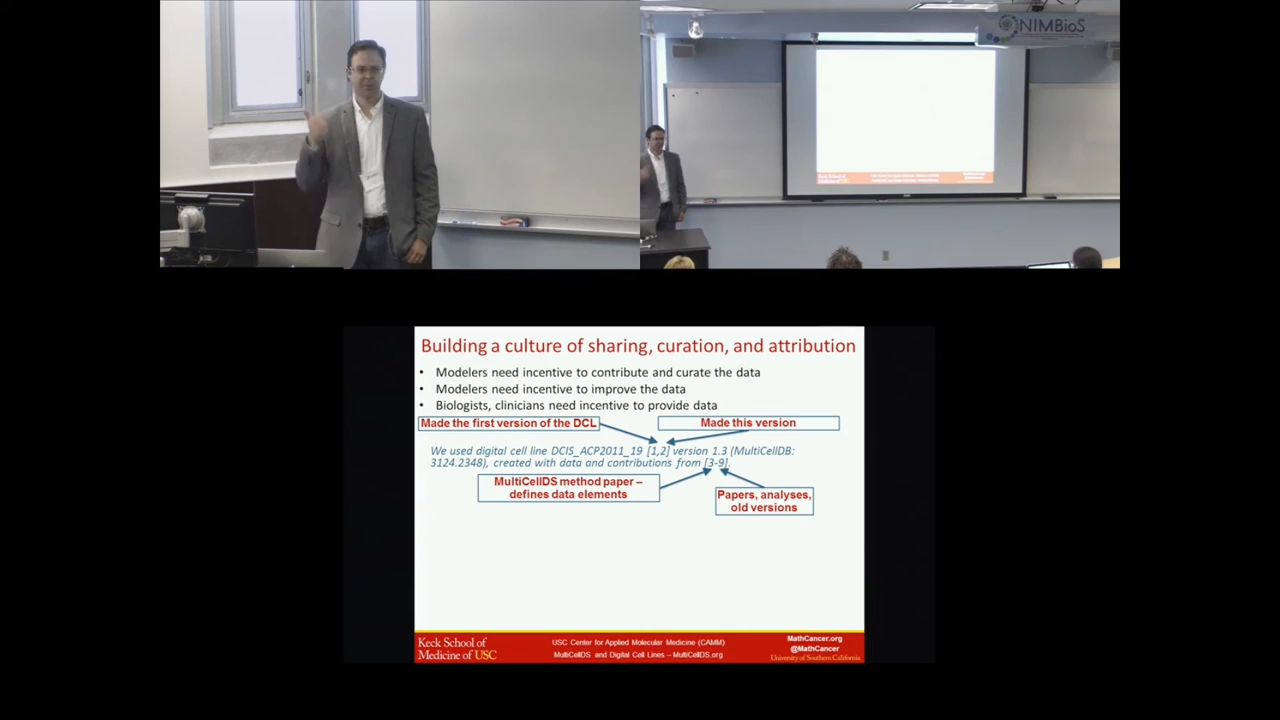 NIMBioS
Building a culture of sharing, curation, and attribution
• Modelers need incentive to contribute and curate the data
• Modelers need incentive to improve the data
• Biologists, clinicians need incentive to provide data
Made the first version of the DCL
Made this version
We used digital cell line DCIS_ACP2011_19 [1,2] version 1.3 (MultiCellDB:
3124.2348), created with data and contributions from [3-9].
MultiCellDS method paper –
defines data elements
Papers, analyses,
old versions
Keck School of
Medicine of USC
USC Center for Applied Molecular Medicine (CAMM)
MultiCellDS and Digital Cell Lines – MultiCellDS.org
MathCancer.org
@MathCancer
University of Southern California